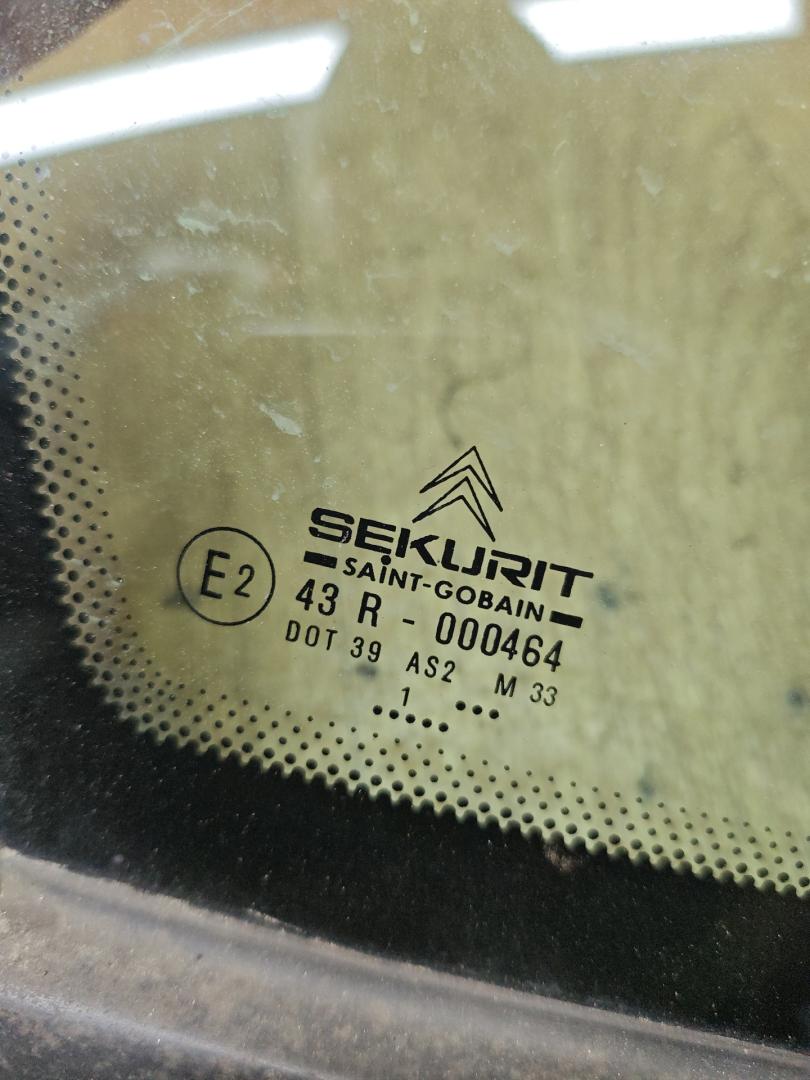 SEKURIT
SAINT-GOBAIN
E2
43 R - 000464
DOT 39 AS2 M 33
1